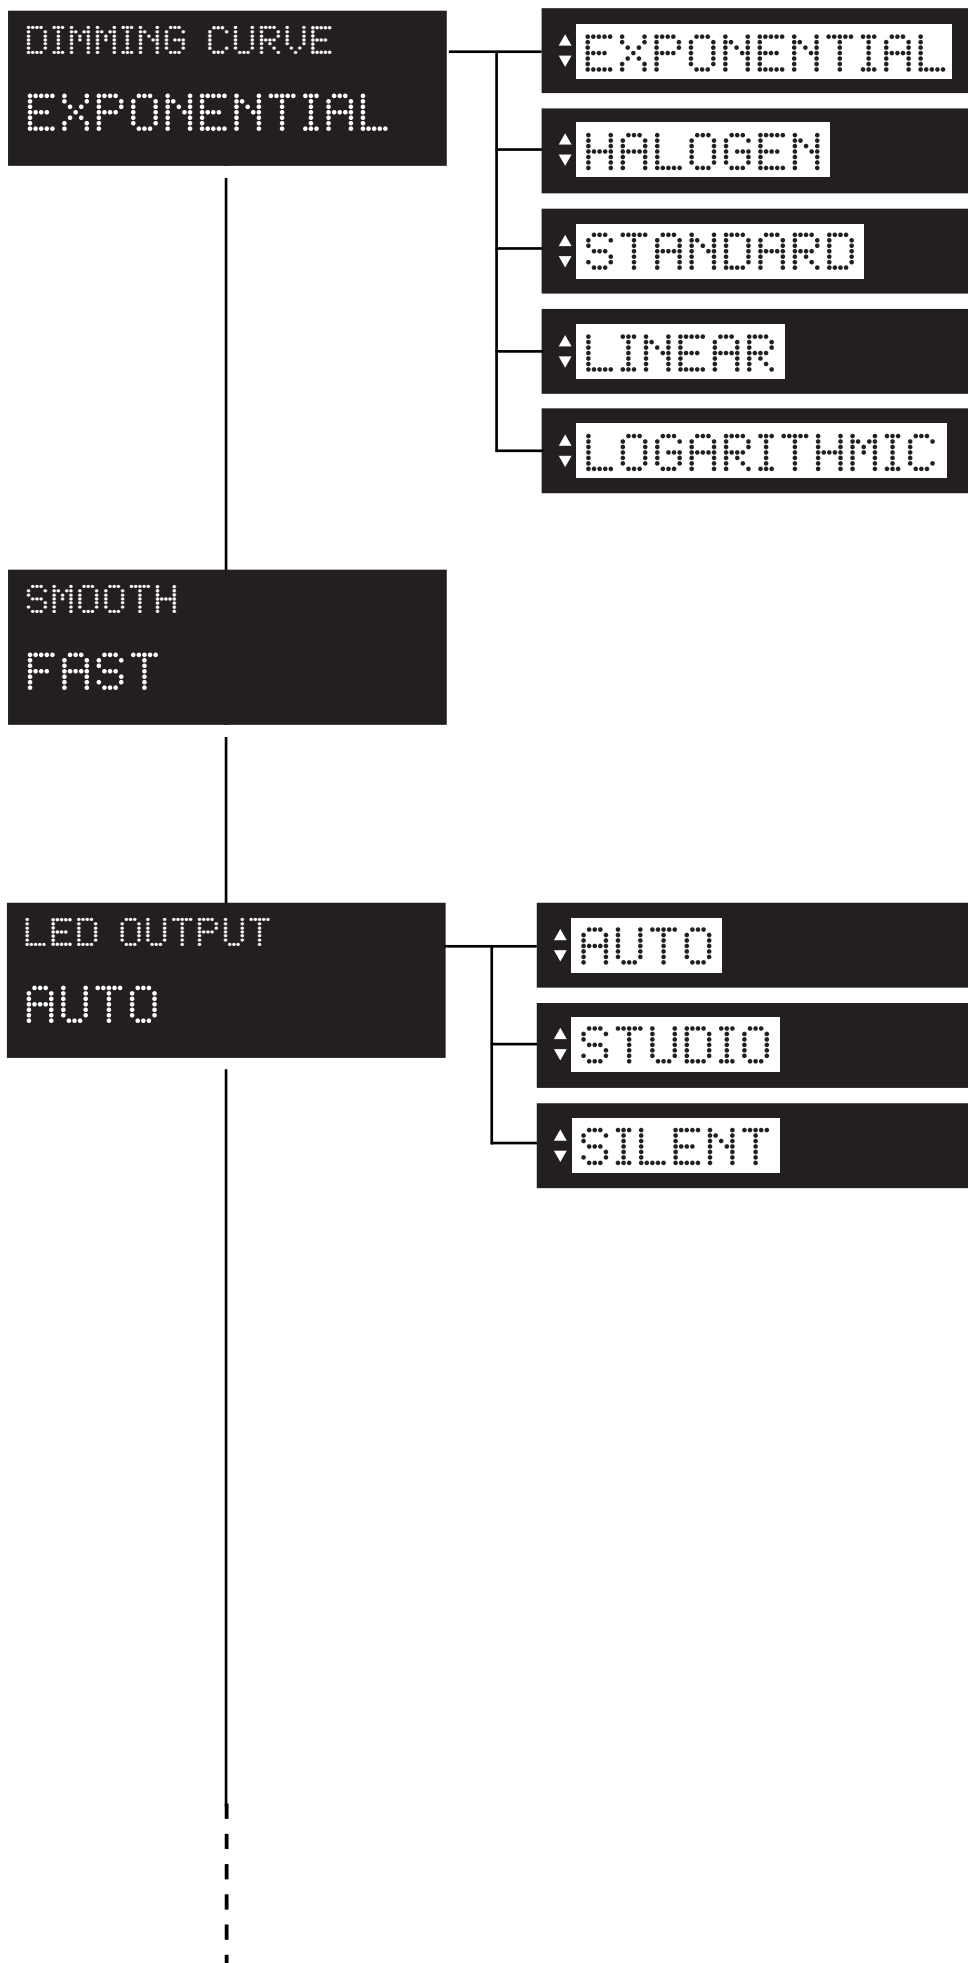 DIMMING CURVE
EXPONENTIAL
EXPONENTIAL
HALOGEN
STANDARD
LINEAR
LOGARITHMIC
SMOOTH
FAST
LED OUTPUT
AUTO
AUTO
STUDIO
SILENT